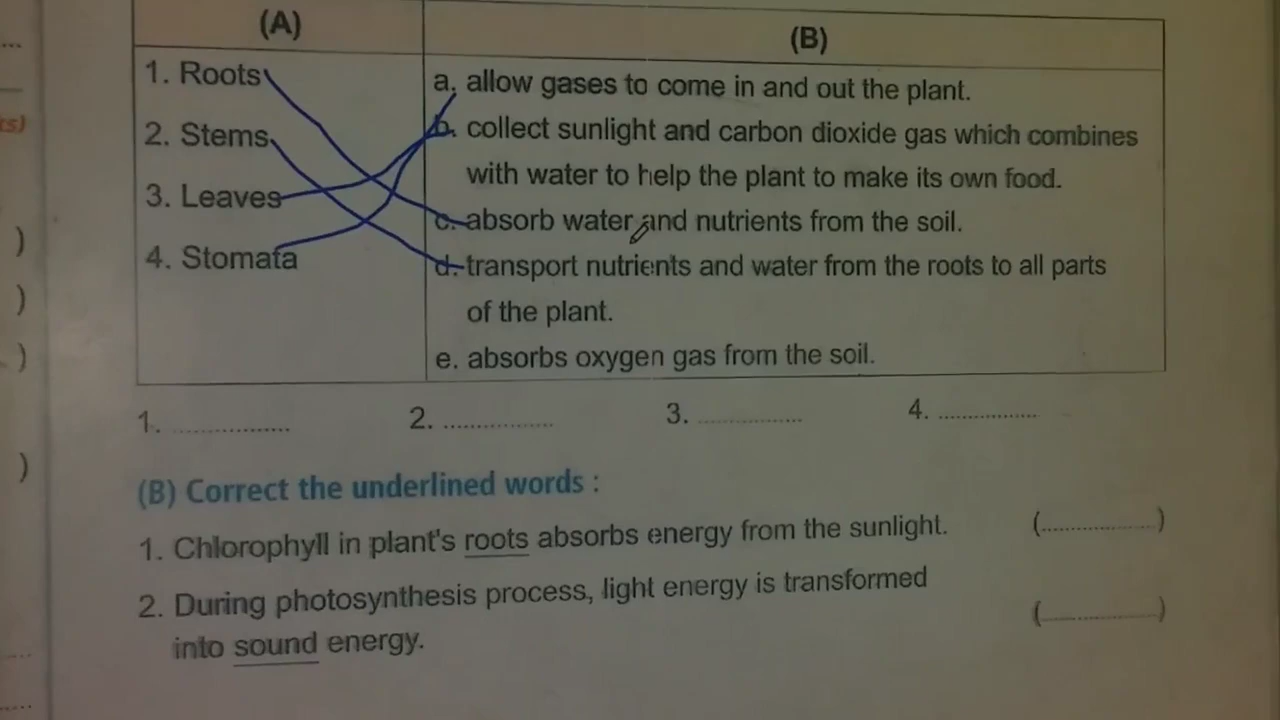 (A)
(B)
1. Roots
a. allow gases to come in and out the plant.
2. Stems
b. collect sunlight and carbon dioxide gas which combines
with water to help the plant to make its own food.
3. Leaves
c. absorb water and nutrients from the soil.
4. Stomata
d. transport nutrients and water from the roots to all parts
of the plant.
e. absorbs oxygen gas from the soil.
1. ................ 2. ................ 3. ................ 4. ................
(B) Correct the underlined words :
1. Chlorophyll in plant's roots absorbs energy from the sunlight. (....................)
2. During photosynthesis process, light energy is transformed
into sound energy. (....................)